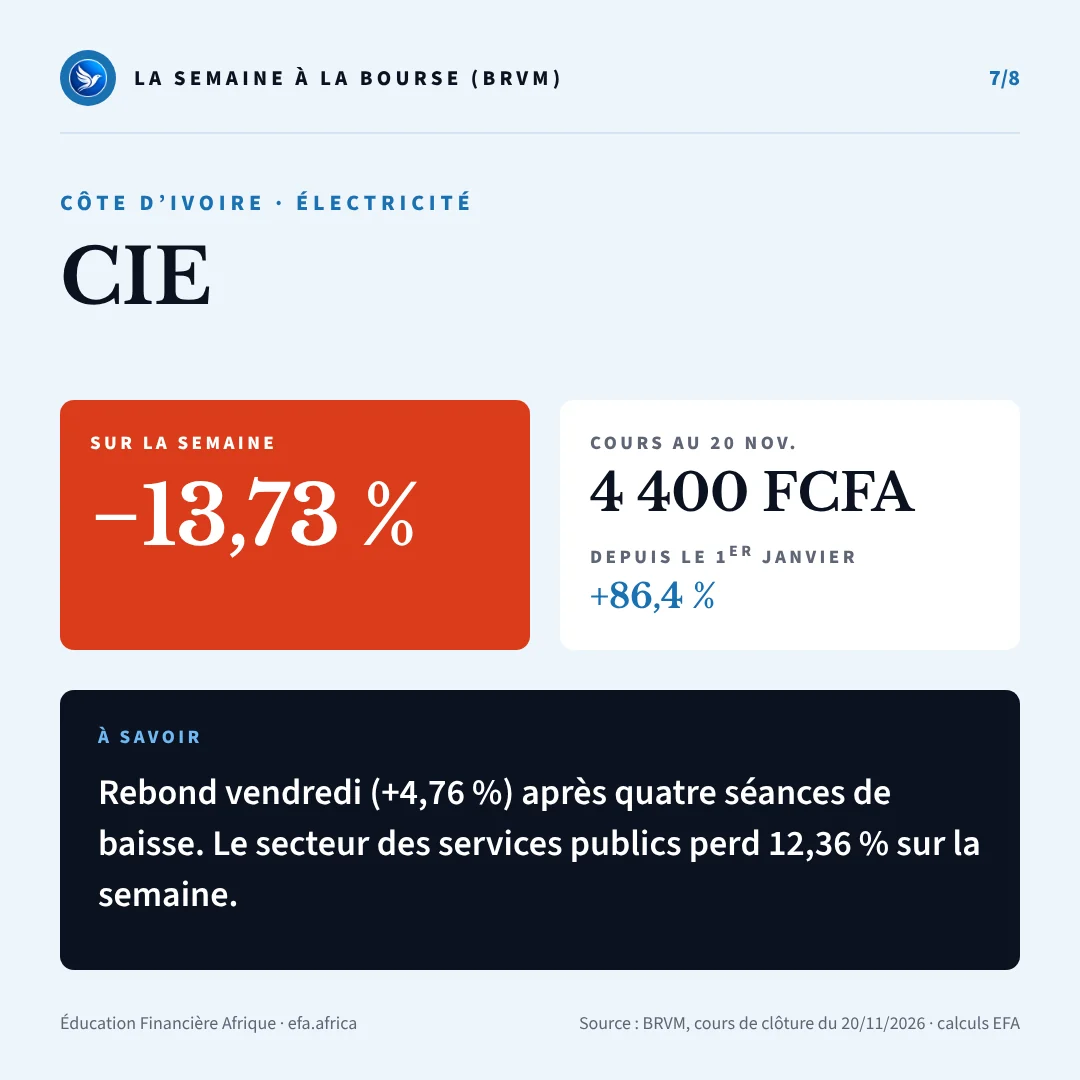 LA SEMAINE À LA BOURSE (BRVM)
7/8
CÔTE D’IVOIRE · ÉLECTRICITÉ
CIE
SUR LA SEMAINE
–13,73 %
COURS AU 20 NOV.
4 400 FCFA
DEPUIS LE 1ER JANVIER
+86,4 %
À SAVOIR
Rebond vendredi (+4,76 %) après quatre séances de
baisse. Le secteur des services publics perd 12,36 % sur la
semaine.
Éducation Financière Afrique · efa.africa
Source : BRVM, cours de clôture du 20/11/2026 · calculs EFA